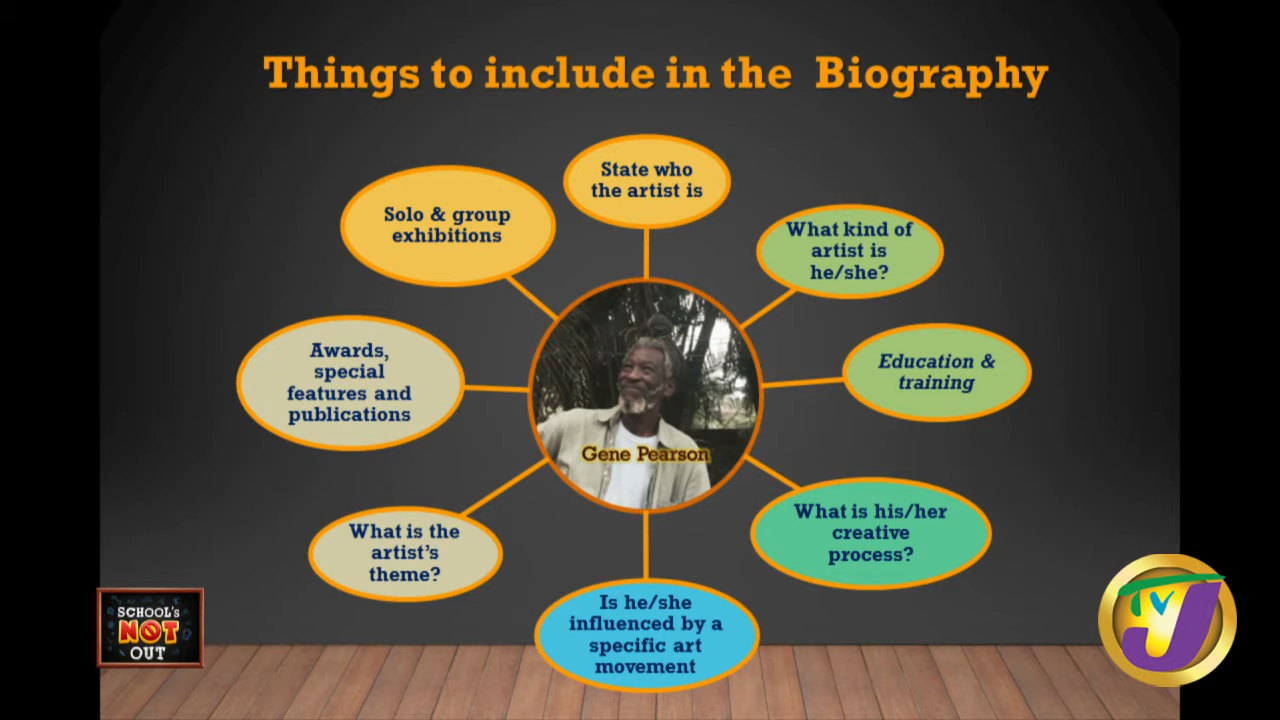 Things to include in the Biography
State who
the artist is
What kind of
artist is
he/she?
Education &
training
What is his/her
creative
process?
Is he/she
influenced by a
specific art
movement
What is the
artist's
theme?
Awards,
special
features and
publications
Solo & group
exhibitions
Gene Pearson
SCHOOL's
NOT
OUT
TVJ